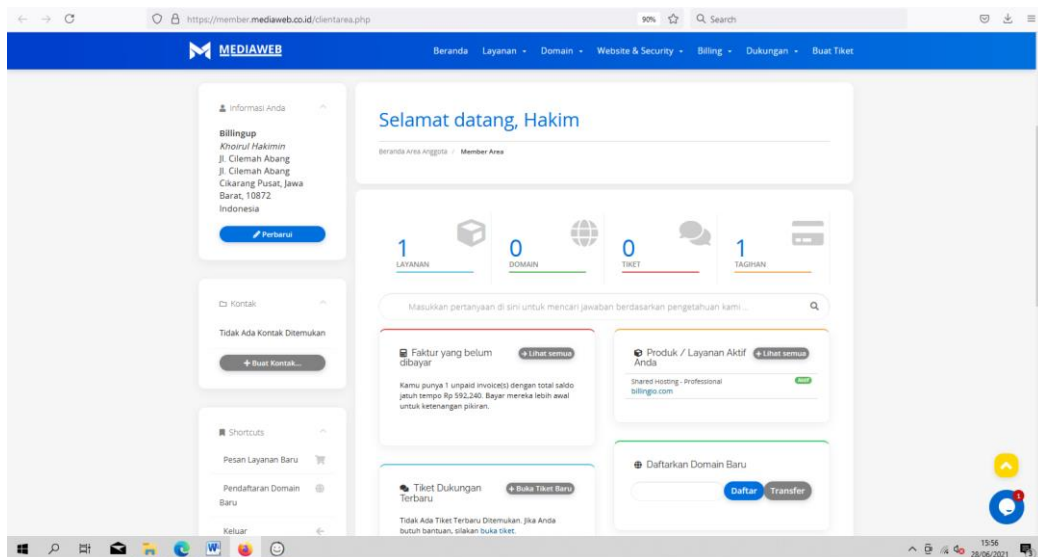 https://member.mediaweb.co.id/clientarea.php
90%
Search
MEDIAWEB
Beranda Layanan Domain Website & Security Billing Dukungan Buat Tiket
Informasi Anda
Billingup
Khoirul Hakimin
Jl. Cilemah Abang
Jl. Cilemah Abang
Cikarang Pusat, Jawa
Barat, 10872
Indonesia
Perbarui
Kontak
Tidak Ada Kontak Ditemukan
+ Buat Kontak...
Shortcuts
Pesan Layanan Baru
Pendaftaran Domain
Baru
Keluar
Selamat datang, Hakim
Beranda Area Anggota / Member Area
1
LAYANAN
0
DOMAIN
0
TIKET
1
TAGIHAN
Masukkan pertanyaan di sini untuk mencari jawaban berdasarkan pengetahuan kami ...
Faktur yang belum
dibayar
+ Lihat semua
Kamu punya 1 unpaid invoice(s) dengan total saldo
jatuh tempo Rp 592,240. Bayar mereka lebih awal
untuk ketenangan pikiran.
Produk / Layanan Aktif
Anda
+ Lihat semua
Shared Hosting - Professional
billingio.com
Aktif
Tiket Dukungan
Terbaru
+ Buka Tiket Baru
Tidak Ada Tiket Terbaru Ditemukan. Jika Anda
butuh bantuan, silakan buka tiket.
Daftarkan Domain Baru
Daftar
Transfer
1
15:56
28/06/2021